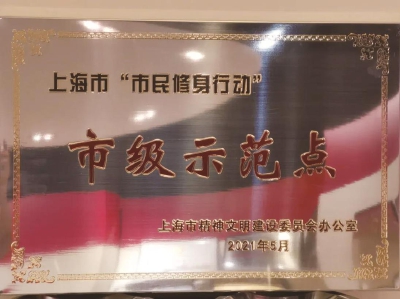 上海市“市民修身行动”
市级示范点
上海市精神文明建设委员会办公室
2021年5月